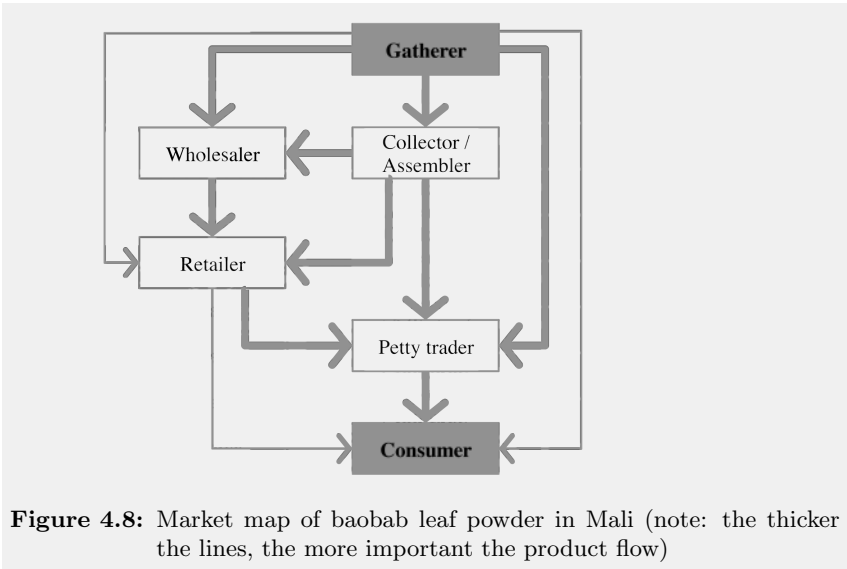 Gatherer
Wholesaler
Collector /
Assembler
Retailer
Petty trader
Consumer
Figure 4.8: Market map of baobab leaf powder in Mali (note: the thicker
the lines, the more important the product flow)